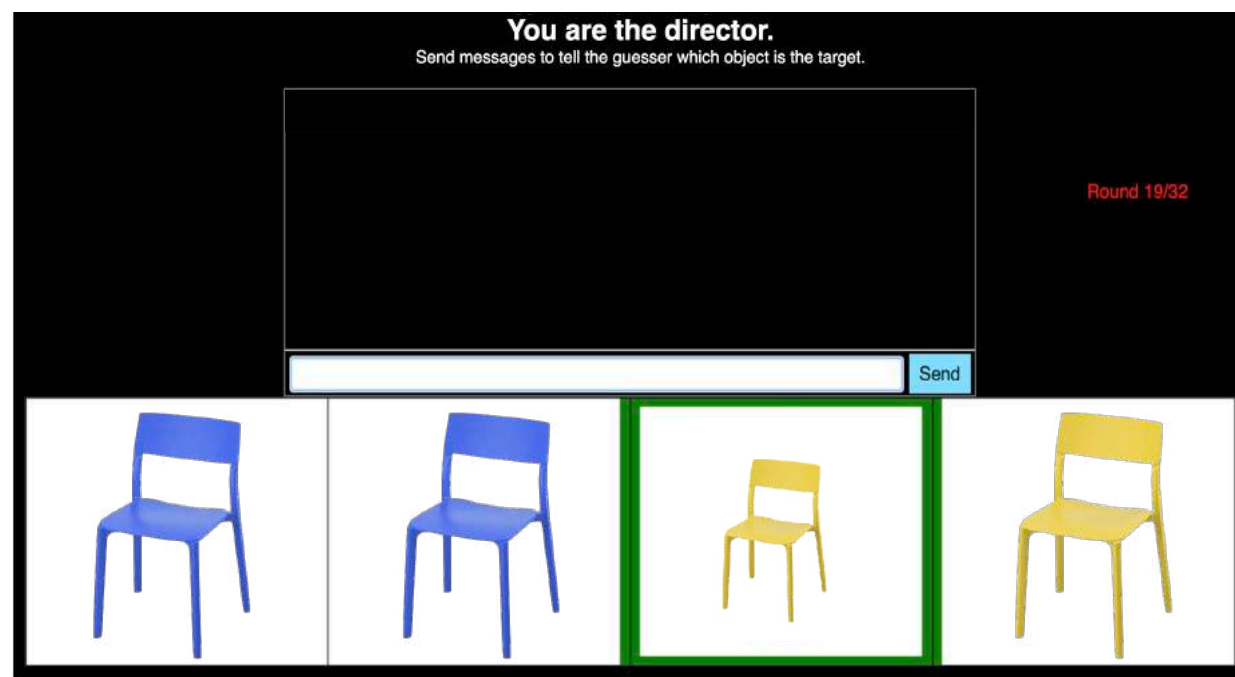 You are the director.
Send messages to tell the guesser which object is the target.
Round 19/32
Send